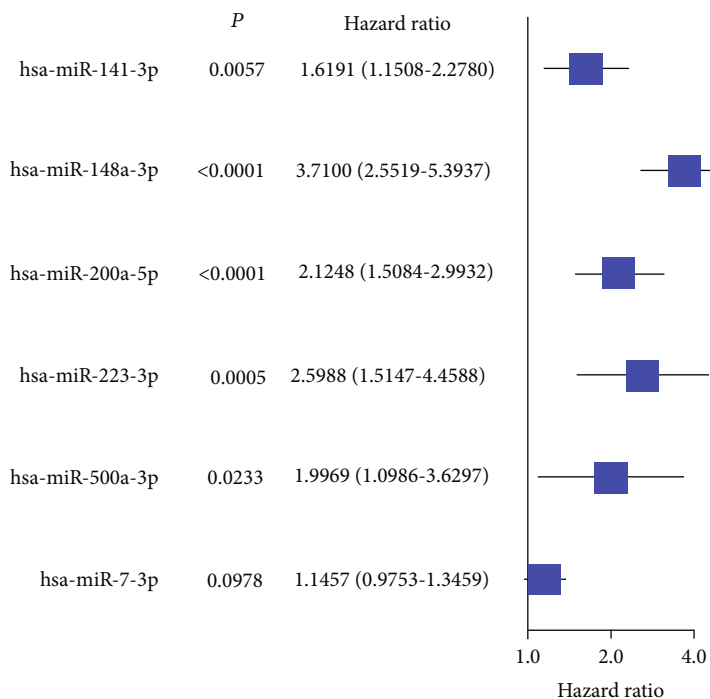 P Hazard ratio
hsa-miR-141-3p 0.0057 1.6191 (1.1508-2.2780)
hsa-miR-148a-3p <0.0001 3.7100 (2.5519-5.3937)
hsa-miR-200a-5p <0.0001 2.1248 (1.5084-2.9932)
hsa-miR-223-3p 0.0005 2.5988 (1.5147-4.4588)
hsa-miR-500a-3p 0.0233 1.9969 (1.0986-3.6297)
hsa-miR-7-3p 0.0978 1.1457 (0.9753-1.3459)
1.0 2.0 4.0
Hazard ratio